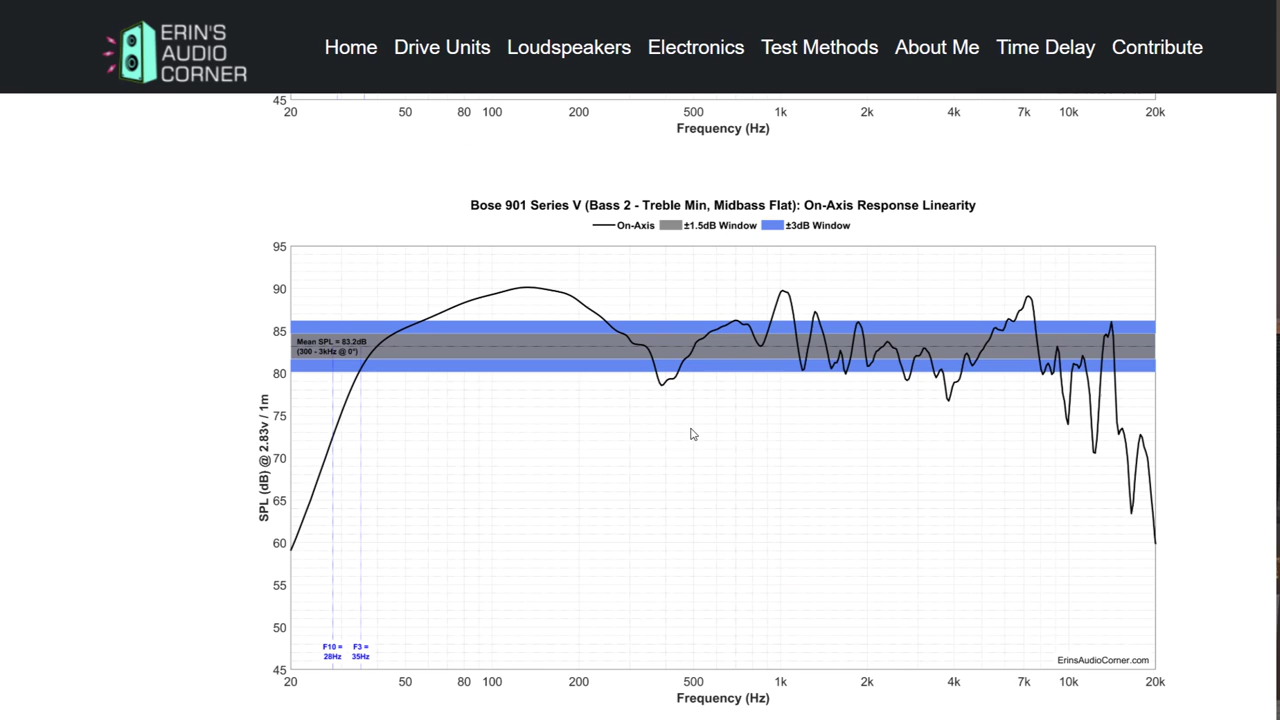 ERIN'S
AUDIO
CORNER
Home Drive Units Loudspeakers Electronics Test Methods About Me Time Delay Contribute
45
20 50 80 100 200 500 1k 2k 4k 7k 10k 20k
Frequency (Hz)
Bose 901 Series V (Bass 2 - Treble Min, Midbass Flat): On-Axis Response Linearity
On-Axis ±1.5dB Window ±3dB Window
95
90
85
80
75
70
65
60
55
50
45
SPL (dB) @ 2.83v / 1m
Mean SPL = 83.2dB
(300 - 3kHz @ 0°)
F10 = F3 =
28Hz 35Hz
ErinsAudioCorner.com
20 50 80 100 200 500 1k 2k 4k 7k 10k 20k
Frequency (Hz)